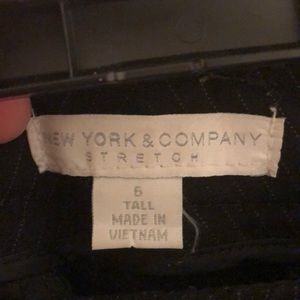 NEW YORK & COMPANY
STRETCH
6
TALL
MADE IN
VIETNAM